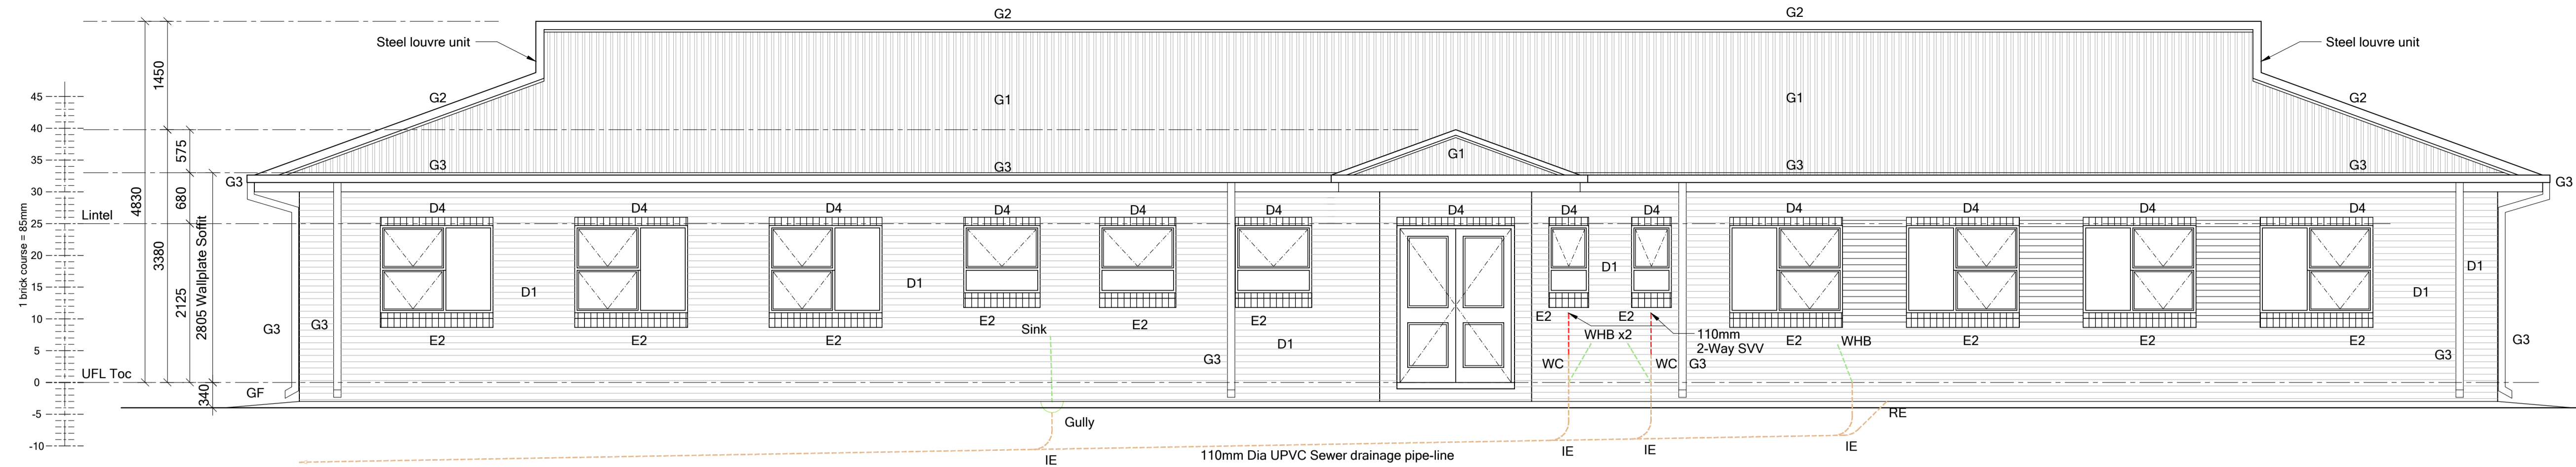 G2
G2
Steel louvre unit
Steel louvre unit
1450
G2
G1
G1
G2
45
40
35
30
25
20
15
10
5
0
-5
-10
1 brick course = 85mm
4830
3380
575
680
2125
2805 Wallplate Soffit
340
Lintel
UFL Toc
G3
G3
G3
G1
G3
G3
G3
D4
D4
D4
D4
D4
D4
D4
D4
D4
D4
D4
D4
D4
D1
D1
D1
D1
D1
D1
E2
E2
E2
E2
E2
E2
E2
E2
E2
E2
E2
E2
G3
G3
G3
G3
G3
G3
GF
Sink
WHB x2
110mm
2-Way SVV
WHB
WC
WC
Gully
RE
IE
IE
IE
IE
110mm Dia UPVC Sewer drainage pipe-line